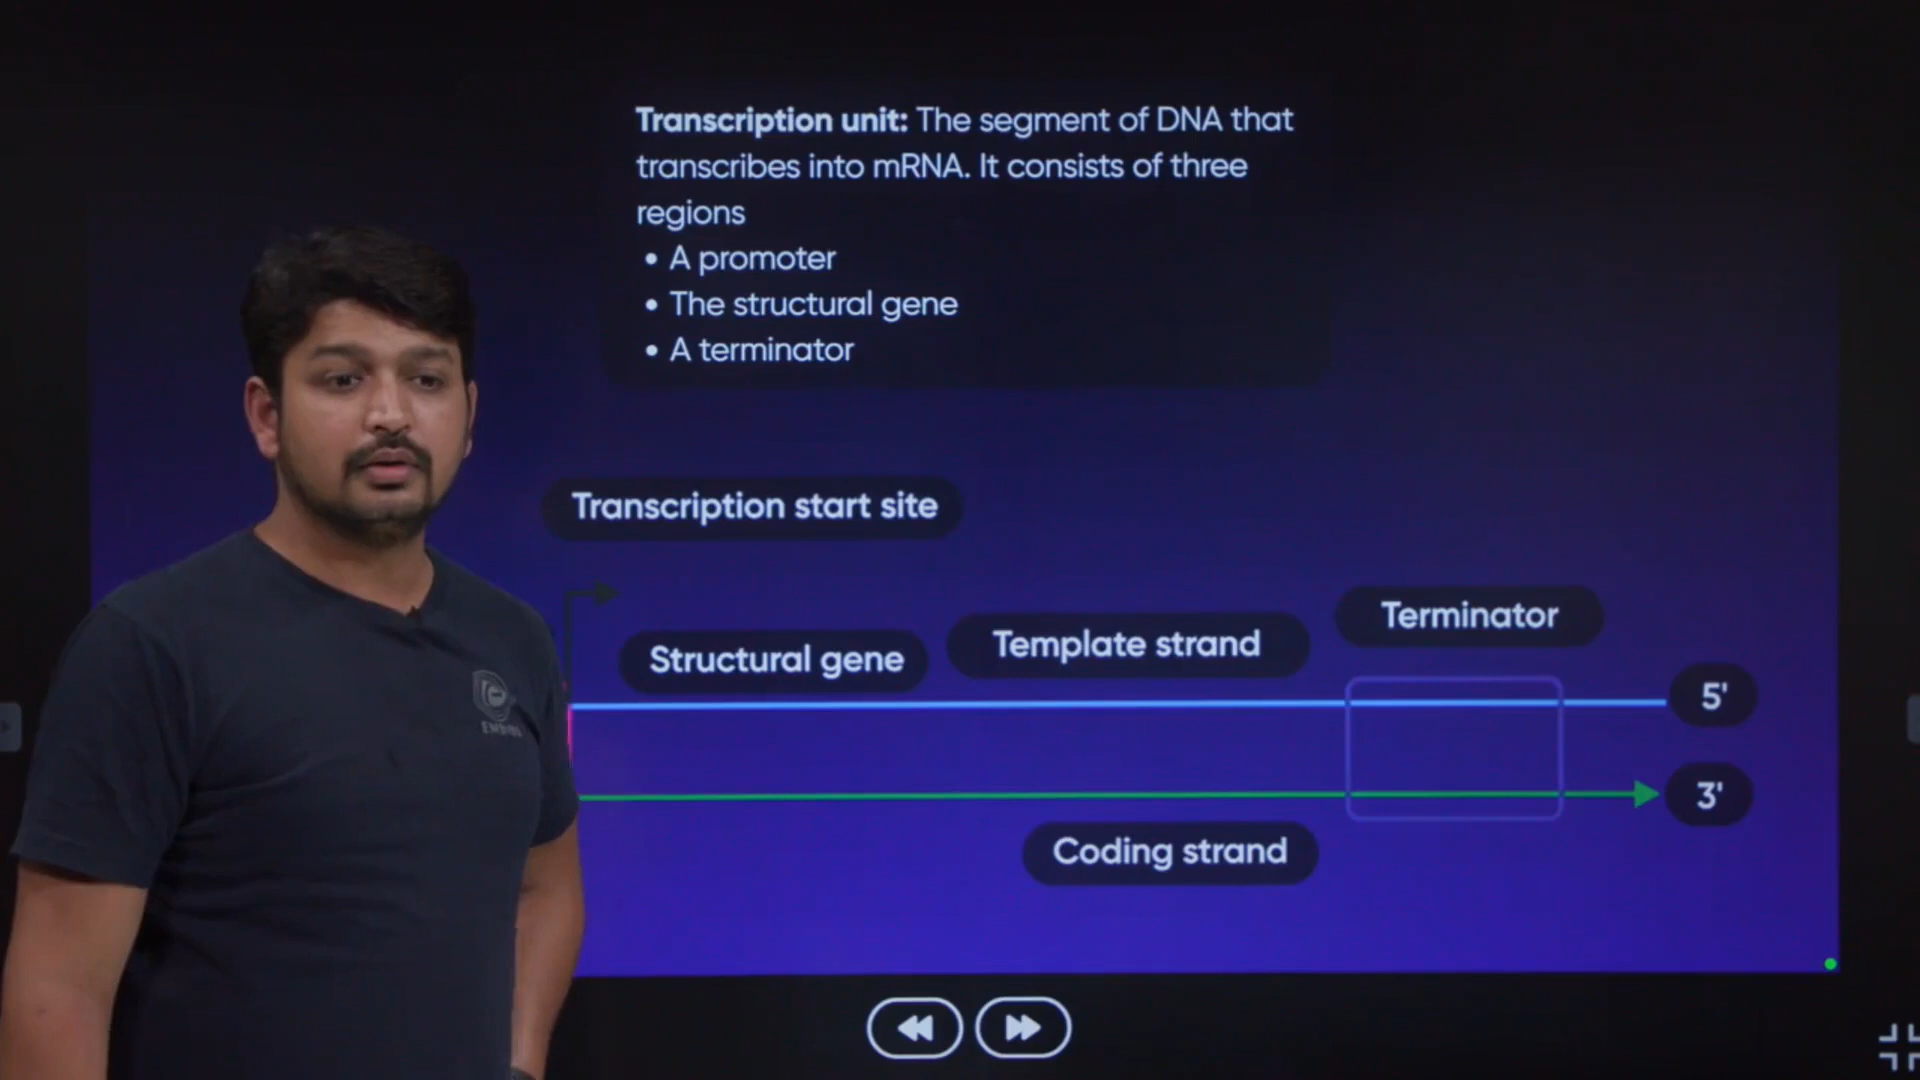 Transcription unit: The segment of DNA that
transcribes into mRNA. It consists of three
regions
• A promoter
• The structural gene
• A terminator
Transcription start site
Structural gene
Template strand
Terminator
5'
3'
Coding strand